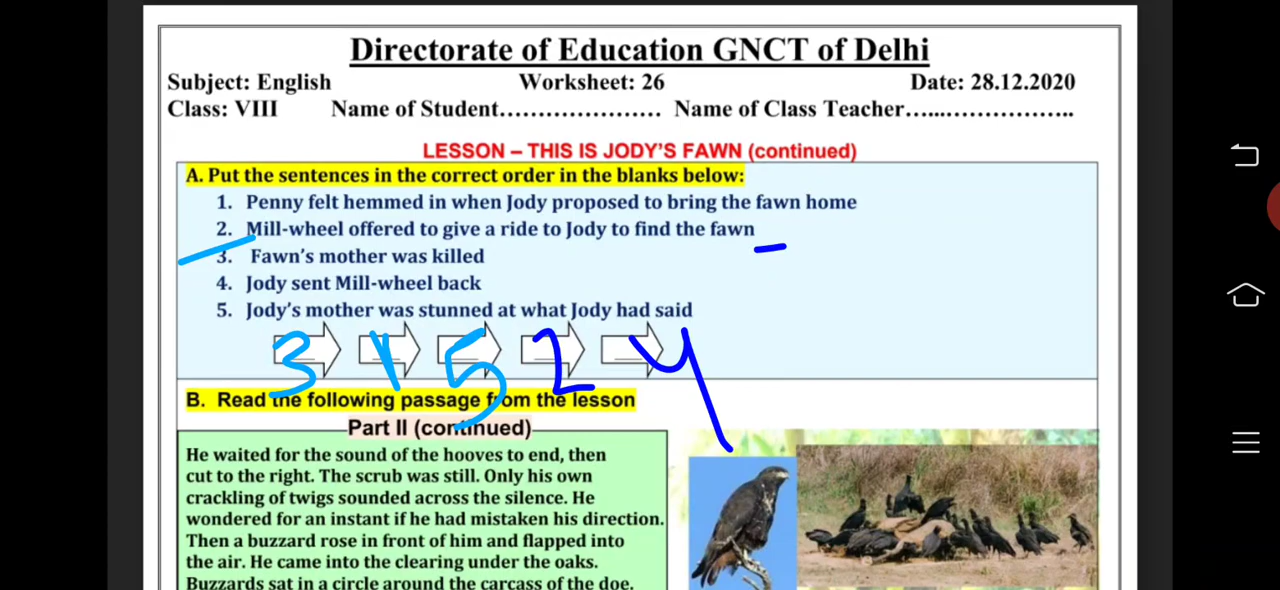 Directorate of Education GNCT of Delhi
Subject: English Worksheet: 26 Date: 28.12.2020
Class: VIII Name of Student..................... Name of Class Teacher.......................
LESSON – THIS IS JODY'S FAWN (continued)
A. Put the sentences in the correct order in the blanks below:
1. Penny felt hemmed in when Jody proposed to bring the fawn home
2. Mill-wheel offered to give a ride to Jody to find the fawn
3. Fawn's mother was killed
4. Jody sent Mill-wheel back
5. Jody's mother was stunned at what Jody had said
3 1 5 2 4
B. Read the following passage from the lesson
Part II (continued)
He waited for the sound of the hooves to end, then
cut to the right. The scrub was still. Only his own
crackling of twigs sounded across the silence. He
wondered for an instant if he had mistaken his direction.
Then a buzzard rose in front of him and flapped into
the air. He came into the clearing under the oaks.
Buzzards sat in a circle around the carcass of the doe.